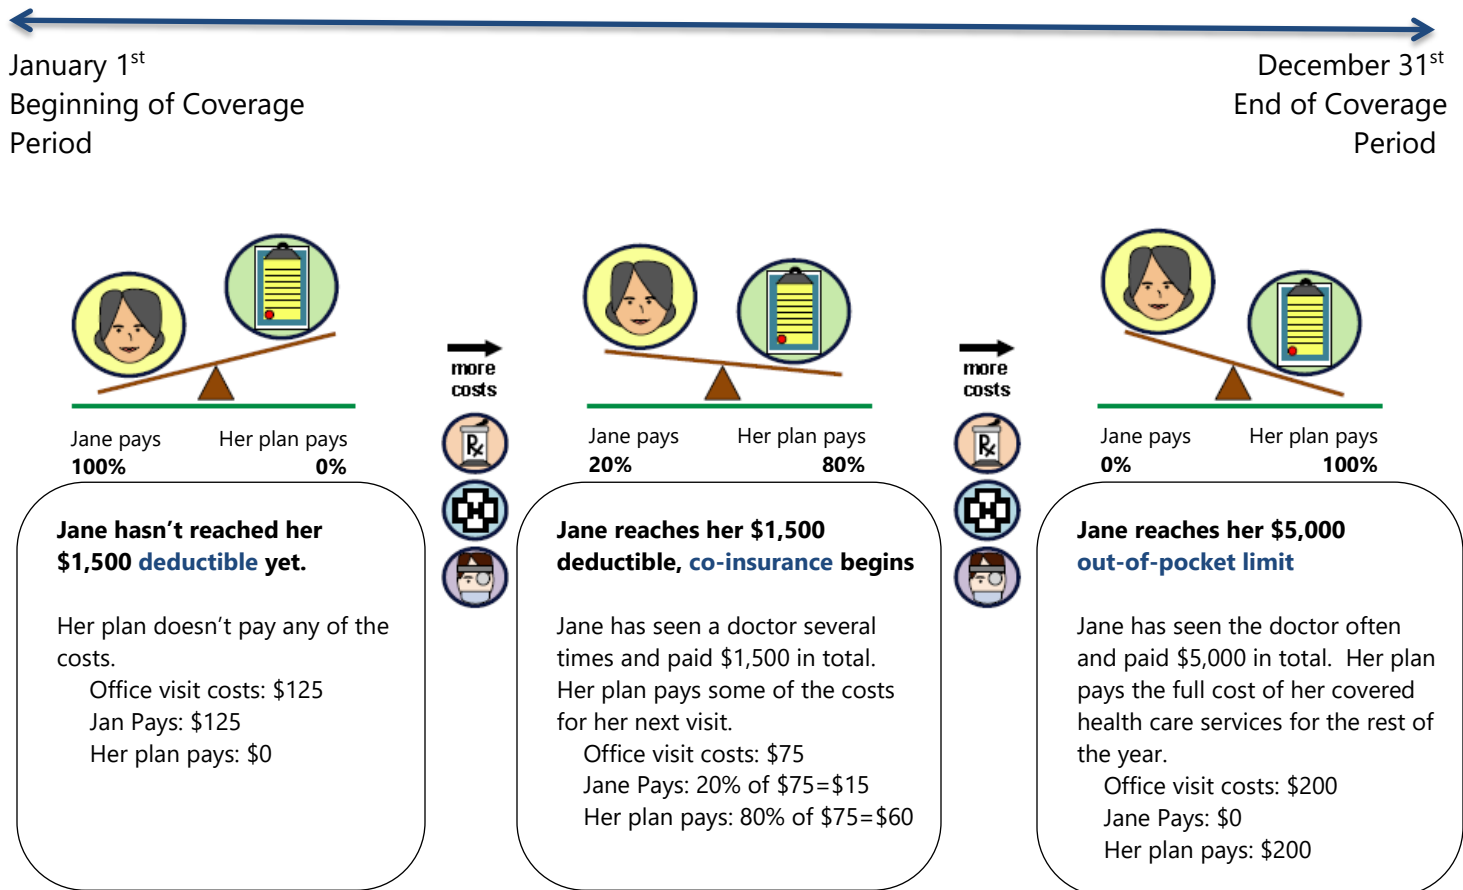 January 1st
Beginning of Coverage
Period
December 31st
End of Coverage
Period
Jane pays
100%
Her plan pays
0%
more
costs
Rx
H
Jane pays
20%
Her plan pays
80%
more
costs
Rx
H
Jane pays
0%
Her plan pays
100%
Jane hasn’t reached her
$1,500 deductible yet.
Her plan doesn’t pay any of the
costs.
Office visit costs: $125
Jan Pays: $125
Her plan pays: $0
Jane reaches her $1,500
deductible, co-insurance begins
Jane has seen a doctor several
times and paid $1,500 in total.
Her plan pays some of the costs
for her next visit.
Office visit costs: $75
Jane Pays: 20% of $75=$15
Her plan pays: 80% of $75=$60
Jane reaches her $5,000
out-of-pocket limit
Jane has seen the doctor often
and paid $5,000 in total.  Her plan
pays the full cost of her covered
health care services for the rest of
the year.
Office visit costs: $200
Jane Pays: $0
Her plan pays: $200